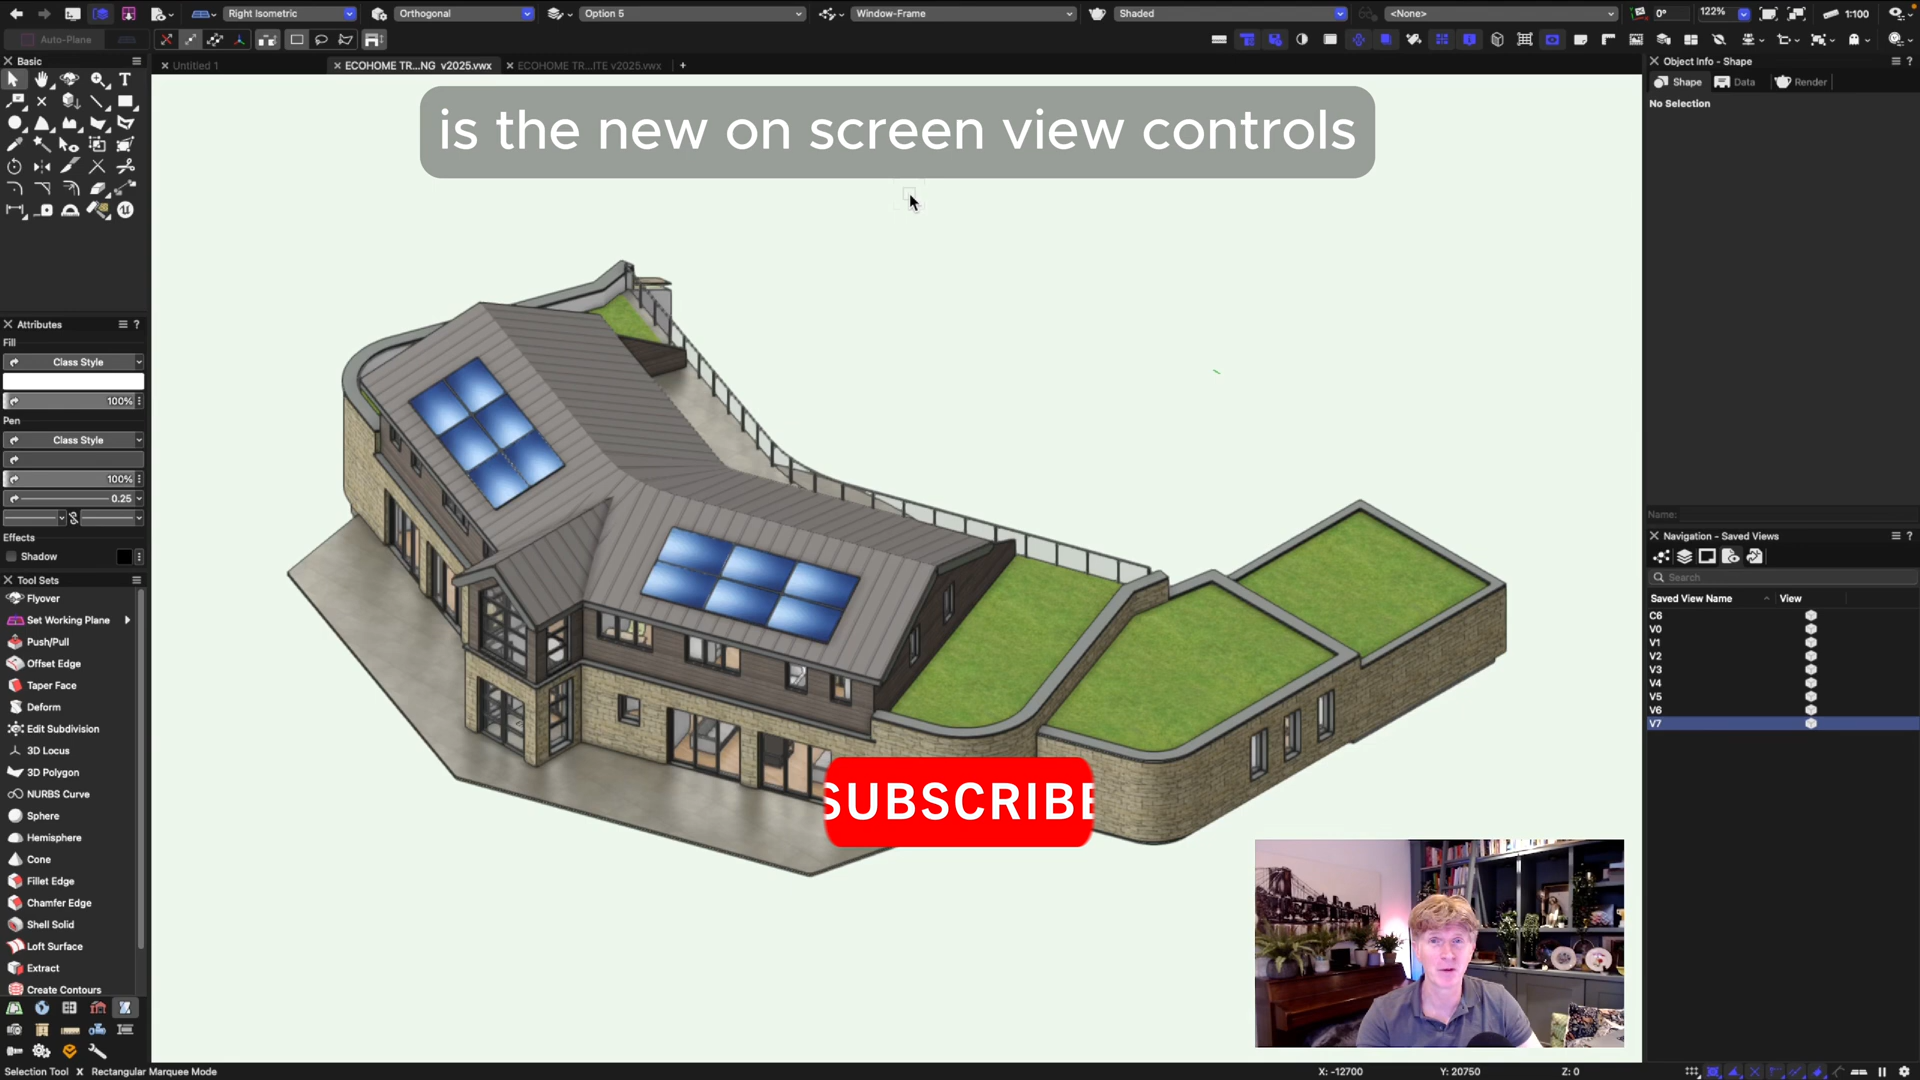 Right Isometric
Orthogonal
Option 5
Window-Frame
Shaded
<None>
0°
122%
1:100
Auto-Plane
Basic
Untitled 1
ECOHOME TR...NG v2025.vwx
ECOHOME TR...ITE v2025.vwx
+
Object Info - Shape
?
Shape
Data
Render
No Selection
is the new on screen view controls
T
Attributes
?
Fill
Class Style
100%
Pen
Class Style
100%
0.25
Effects
Shadow
Tool Sets
Flyover
Set Working Plane
Push/Pull
Offset Edge
Taper Face
Deform
Edit Subdivision
3D Locus
3D Polygon
NURBS Curve
Sphere
Hemisphere
Cone
Fillet Edge
Chamfer Edge
Shell Solid
Loft Surface
Extract
Create Contours
Name:
Navigation - Saved Views
?
Search
Saved View Name
View
C6
V0
V1
V2
V3
V4
V5
V6
V7
SUBSCRIBE
Selection Tool
Rectangular Marquee Mode
X: -12700
Y: 20750
Z: 0